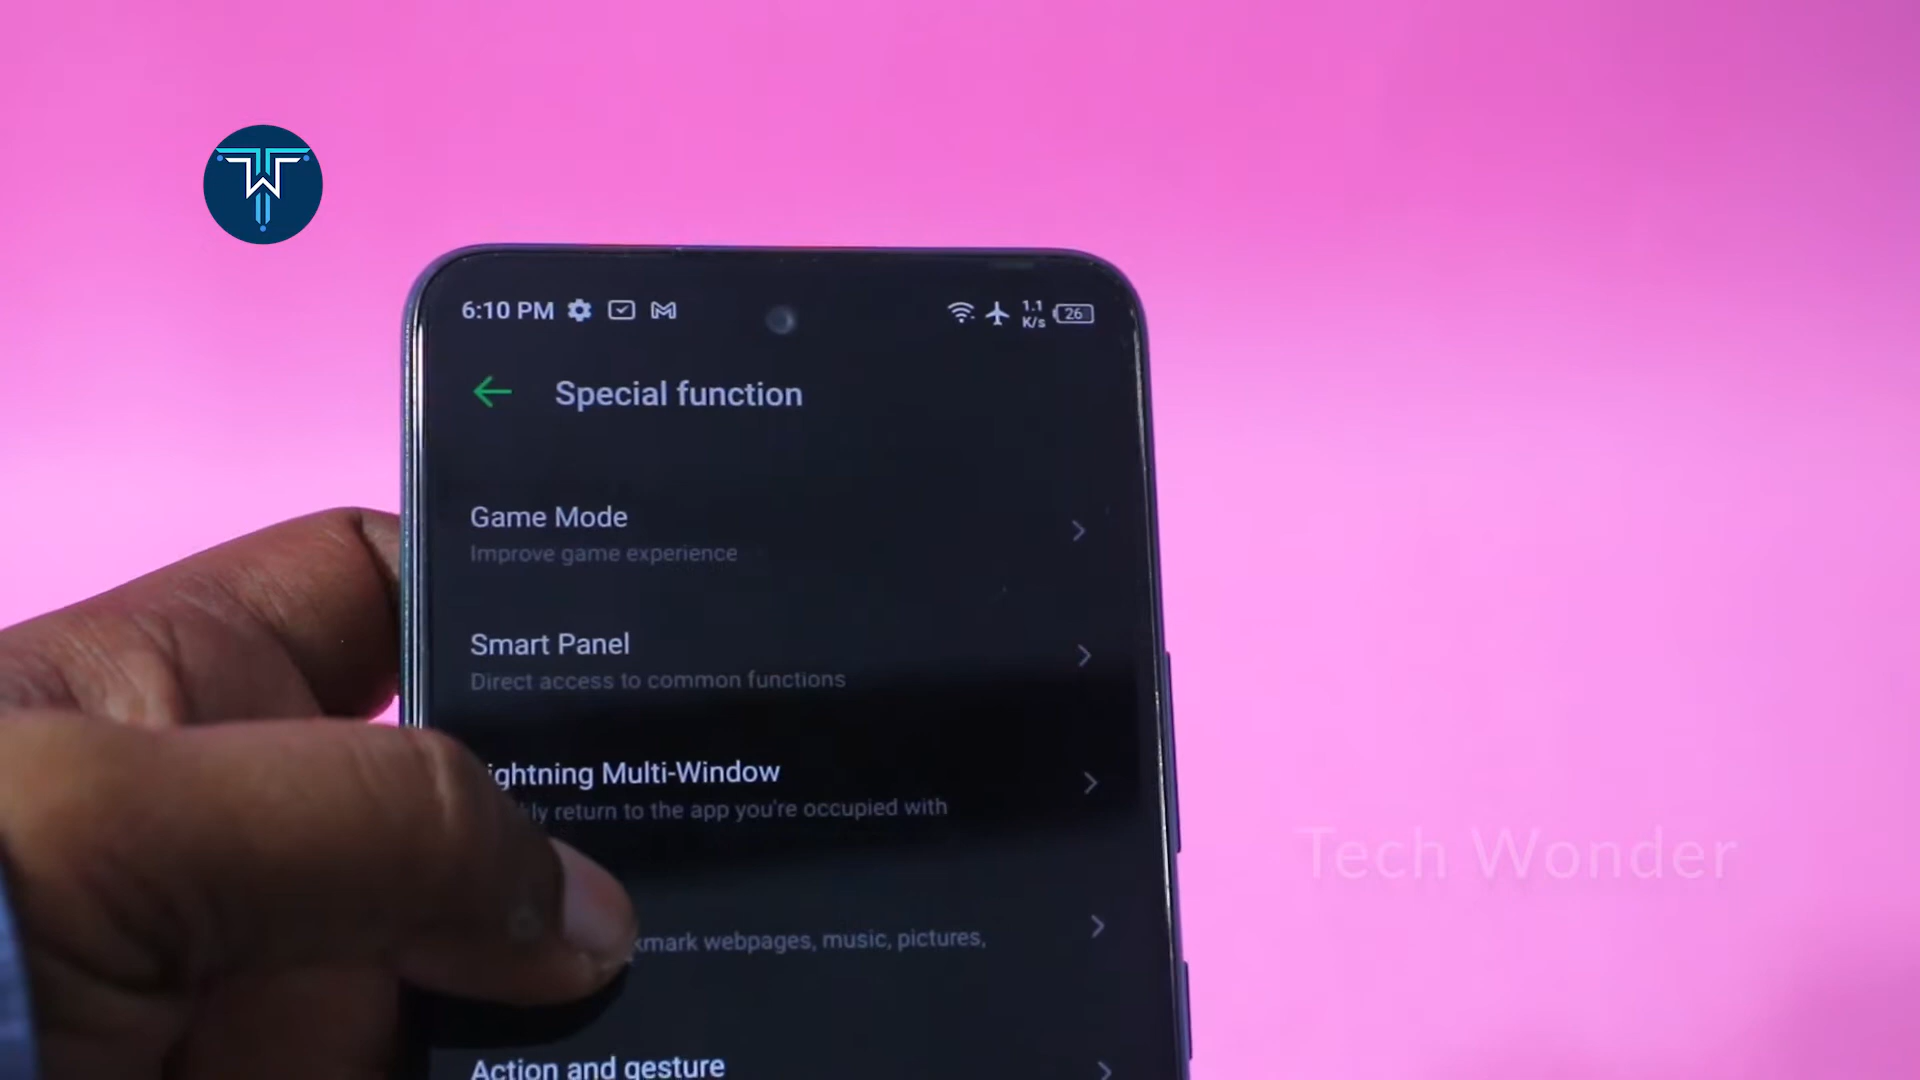 6:10 PM
1.1
K/s
26
Special function
Game Mode
Improve game experience
Smart Panel
Direct access to common functions
Multi-Window
return to the app you're occupied with
webpages, music, pictures,
Action and gesture
Tech Wonder